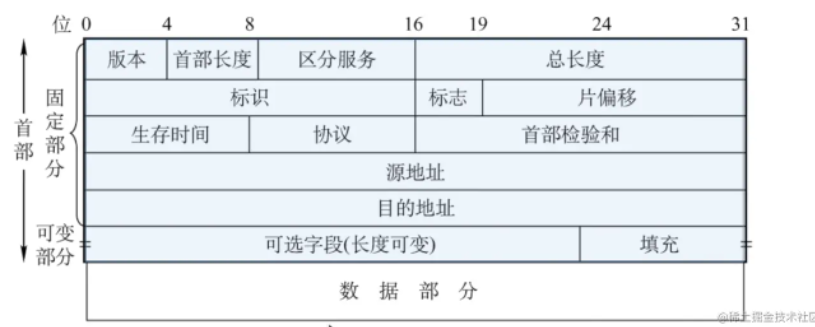 位 0 4 8 16 19 24 31
版本 首部长度 区分服务 总长度
标识 标志 片偏移
生存时间 协议 首部检验和
源地址
目的地址
可选字段(长度可变) 填充
数据部分
首部
固定部分
可变部分
@稀土掘金技术社区